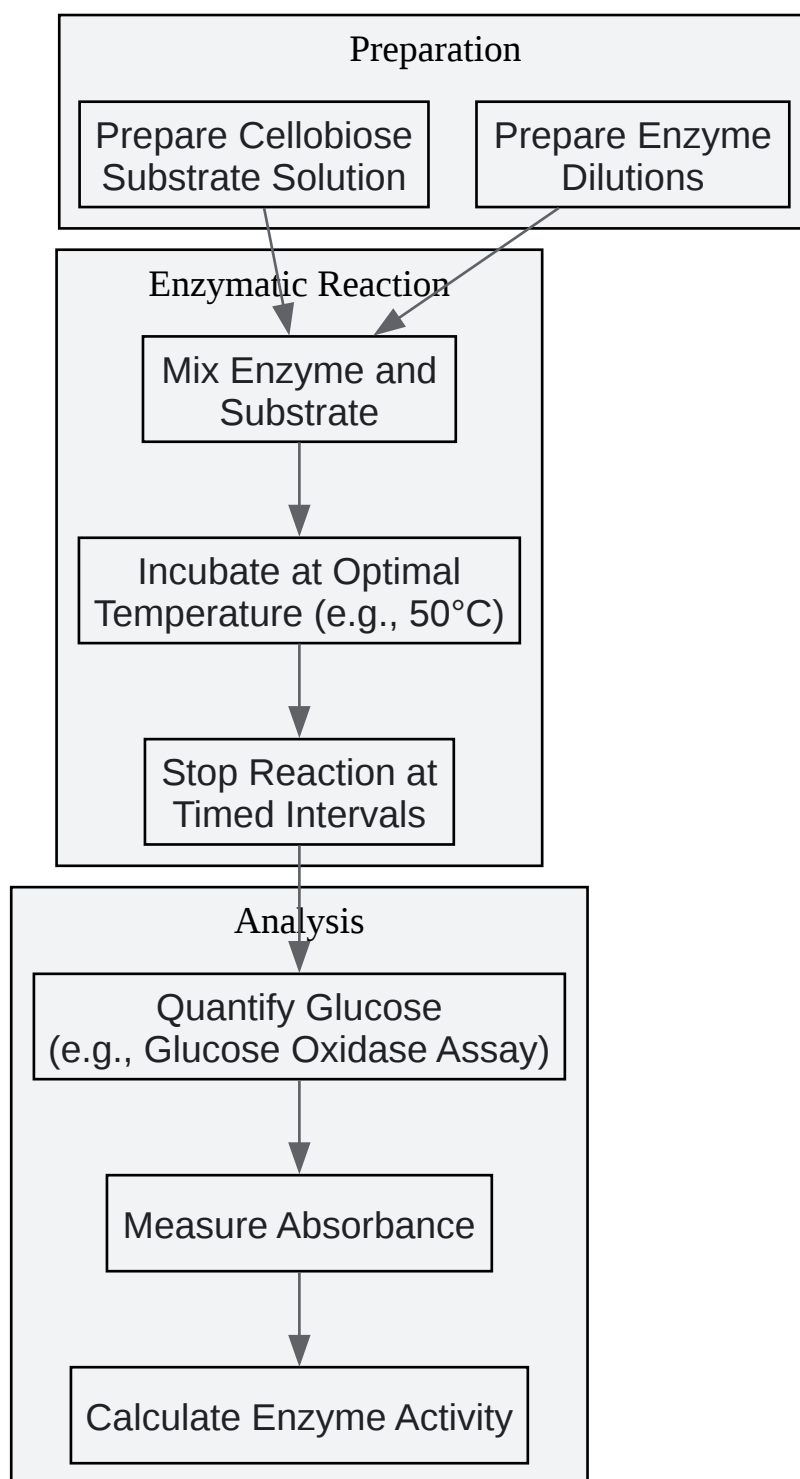 Preparation
Prepare Cellobiose
Substrate Solution
Prepare Enzyme
Dilutions
Enzymatic Reaction
Mix Enzyme and
Substrate
Incubate at Optimal
Temperature (e.g., 50°C)
Stop Reaction at
Timed Intervals
Analysis
Quantify Glucose
(e.g., Glucose Oxidase Assay)
Measure Absorbance
Calculate Enzyme Activity